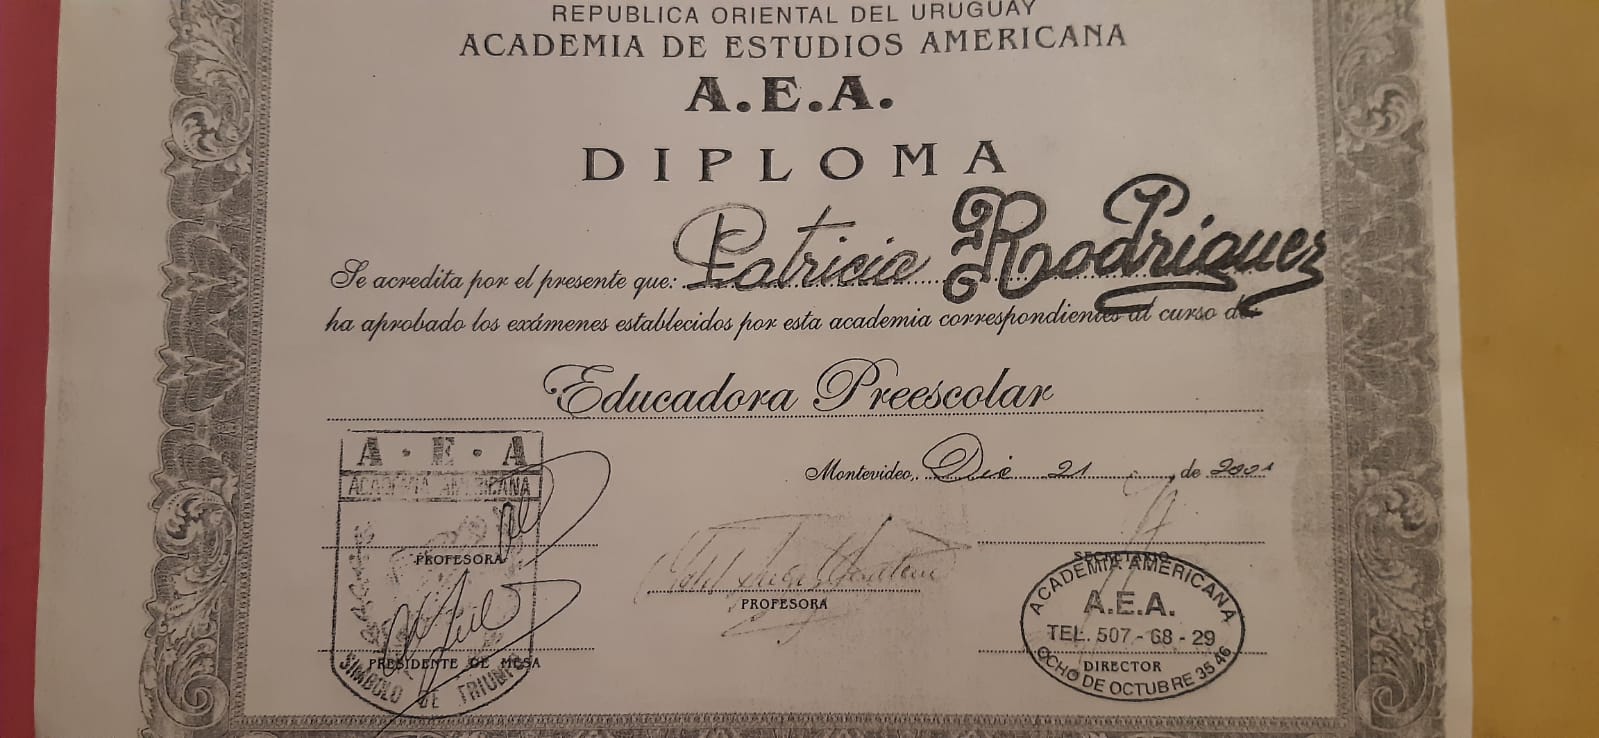 REPUBLICA ORIENTAL DEL URUGUAY
ACADEMIA DE ESTUDIOS AMERICANA
A.E.A.
DIPLOMA
Se acredita por el presente que: Patricia Rodriguez
ha aprobado los exámenes establecidos por esta academia correspondientes al curso de:
Educadora Preescolar
Montevideo, Dic 21 de 2001
A · E · A
ACADEMIA AMERICANA
PROFESORA
PRESIDENTE DE MESA
SIMBOLO DE TRIUNFO
PROFESORA
SECRETARIO
ACADEMIA AMERICANA
A.E.A.
TEL. 507 - 68 - 29
DIRECTOR
OCHO DE OCTUBRE 35 46